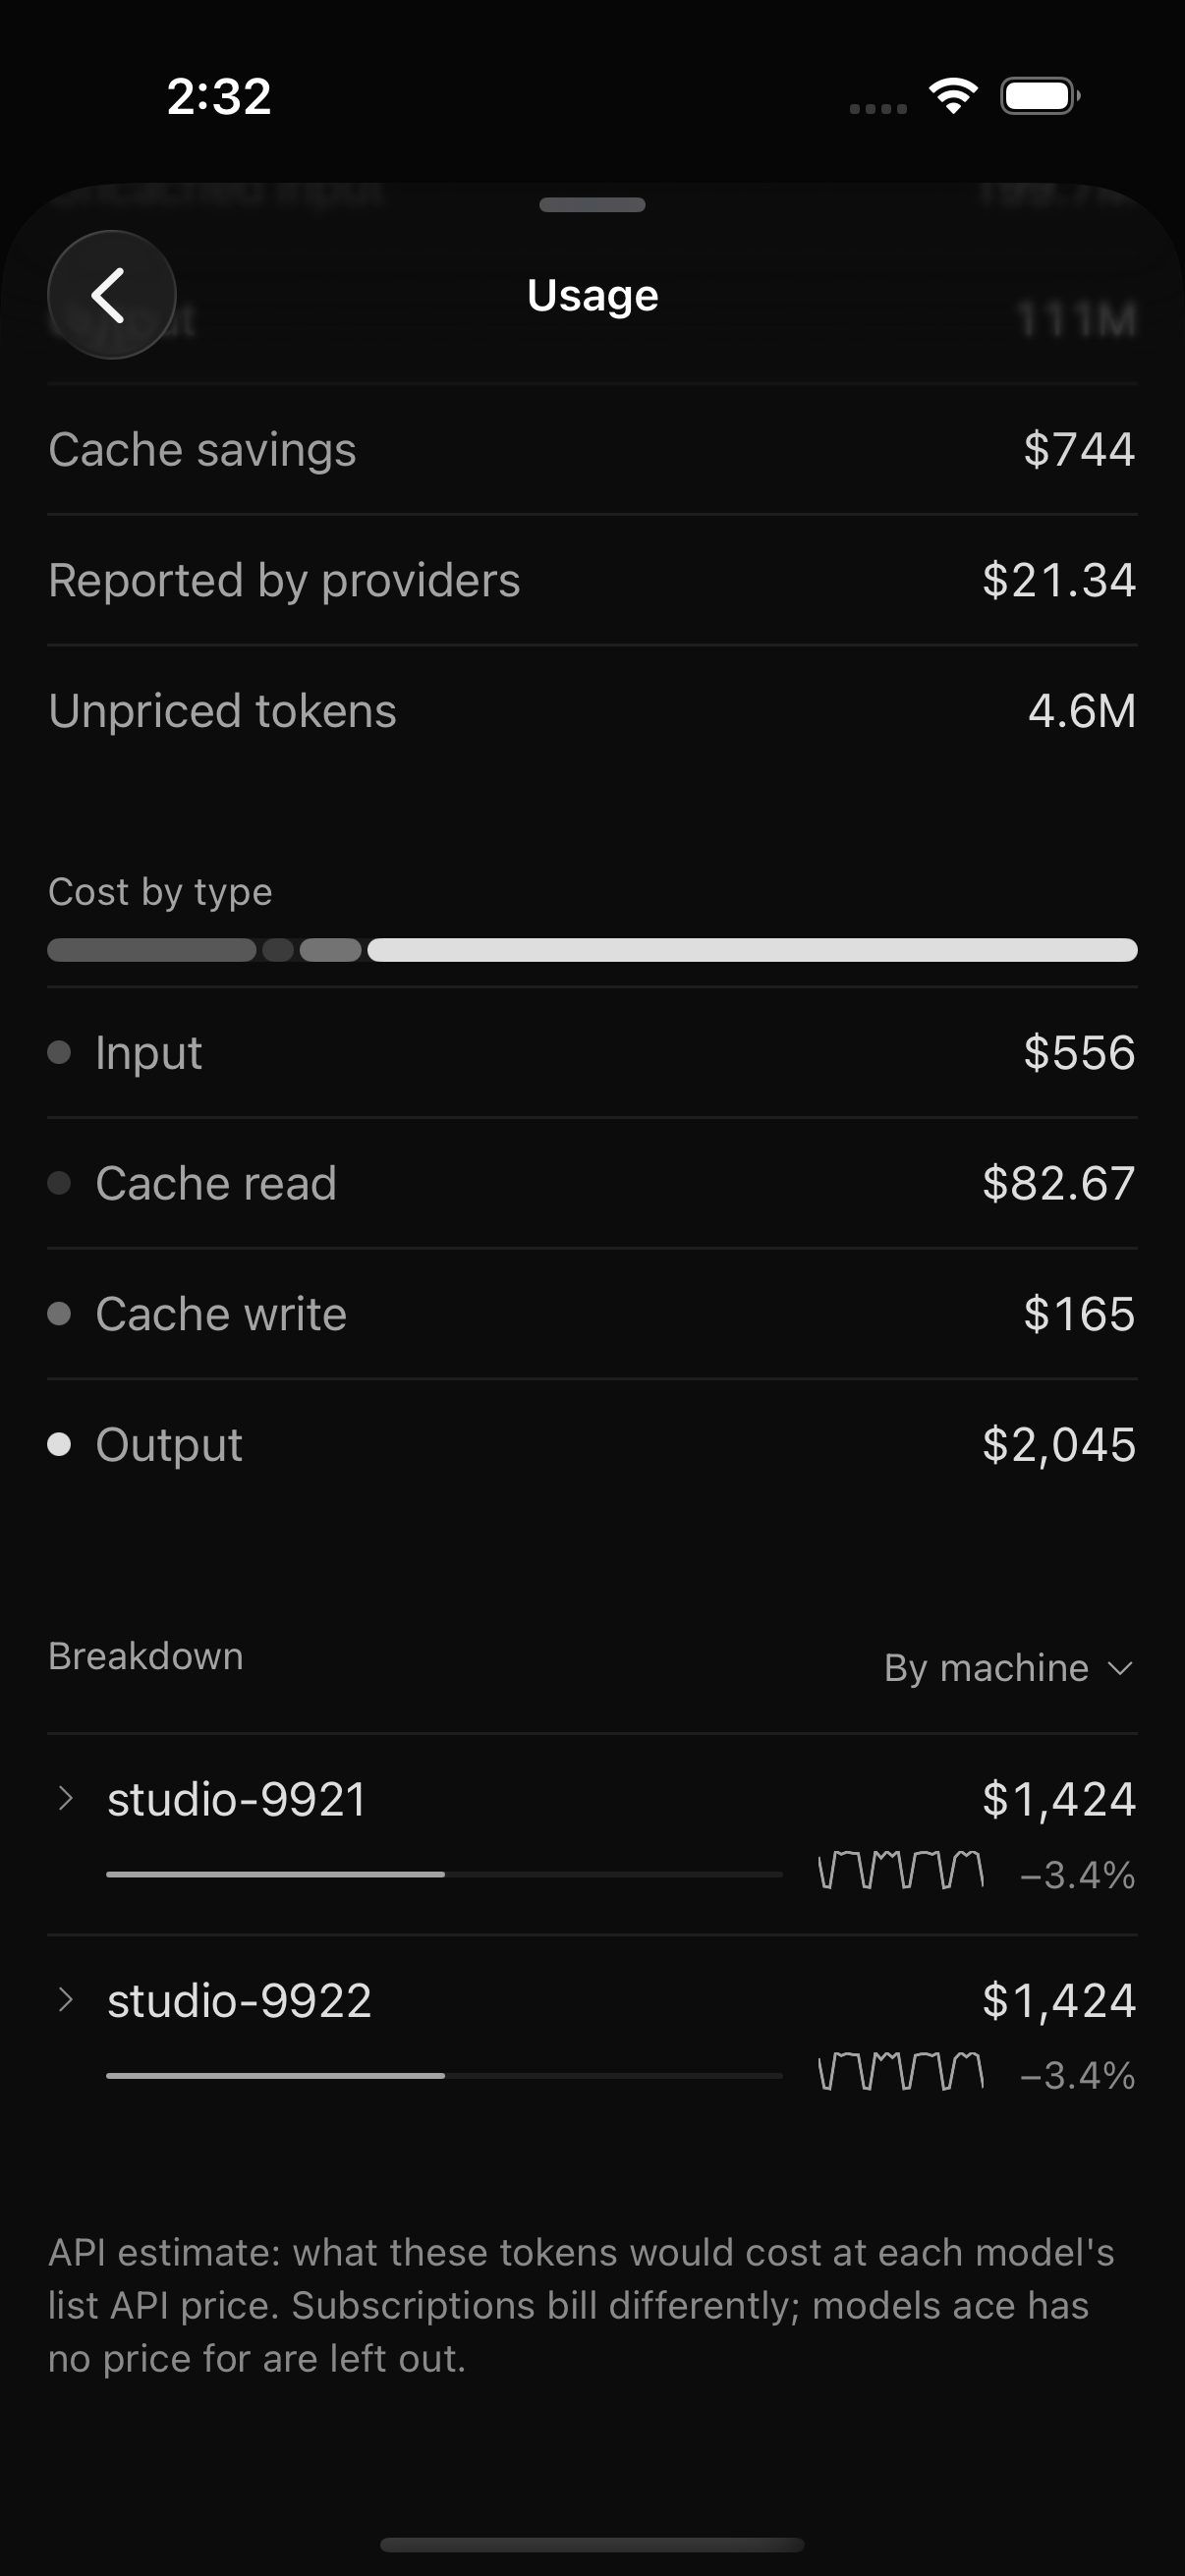 2:32
Usage
111M
Cache savings
$744
Reported by providers
$21.34
Unpriced tokens
4.6M
Cost by type
Input
$556
Cache read
$82.67
Cache write
$165
Output
$2,045
Breakdown
By machine
studio-9921
$1,424
–3.4%
studio-9922
$1,424
–3.4%
API estimate: what these tokens would cost at each model's
list API price. Subscriptions bill differently; models ace has
no price for are left out.